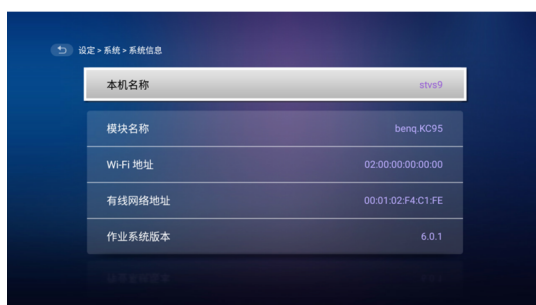 设定 > 系统 > 系统信息
本机名称 stvs9
模块名称 benq.KC95
Wi-Fi 地址 02:00:00:00:00:00
有线网络地址 00:01:02:F4:C1:FE
作业系统版本 6.0.1